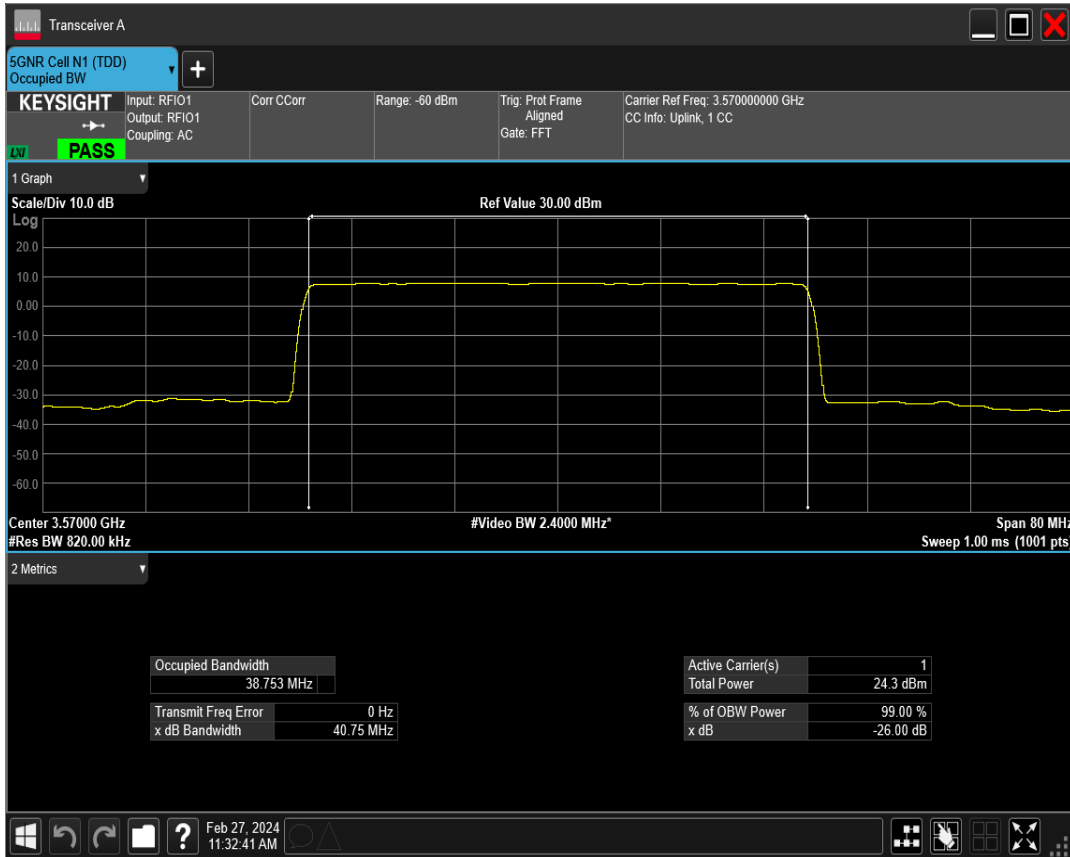 Transceiver A
5GNR Cell N1 (TDD)
Occupied BW
+
KEYSIGHT
LXI
PASS
Input: RFIO1
Output: RFIO1
Coupling: AC
Corr CCorr
Range: -60 dBm
Trig: Prot Frame
Aligned
Gate: FFT
Carrier Ref Freq: 3.570000000 GHz
CC Info: Uplink, 1 CC
1 Graph
Scale/Div 10.0 dB
Ref Value 30.00 dBm
Log
20.0
10.0
0.00
-10.0
-20.0
-30.0
-40.0
-50.0
-60.0
Center 3.57000 GHz
#Video BW 2.4000 MHz*
Span 80 MHz
#Res BW 820.00 kHz
Sweep 1.00 ms (1001 pts)
2 Metrics
Occupied Bandwidth
38.753 MHz
Transmit Freq Error 0 Hz
x dB Bandwidth 40.75 MHz
Active Carrier(s) 1
Total Power 24.3 dBm
% of OBW Power 99.00 %
x dB -26.00 dB
?
Feb 27, 2024
11:32:41 AM